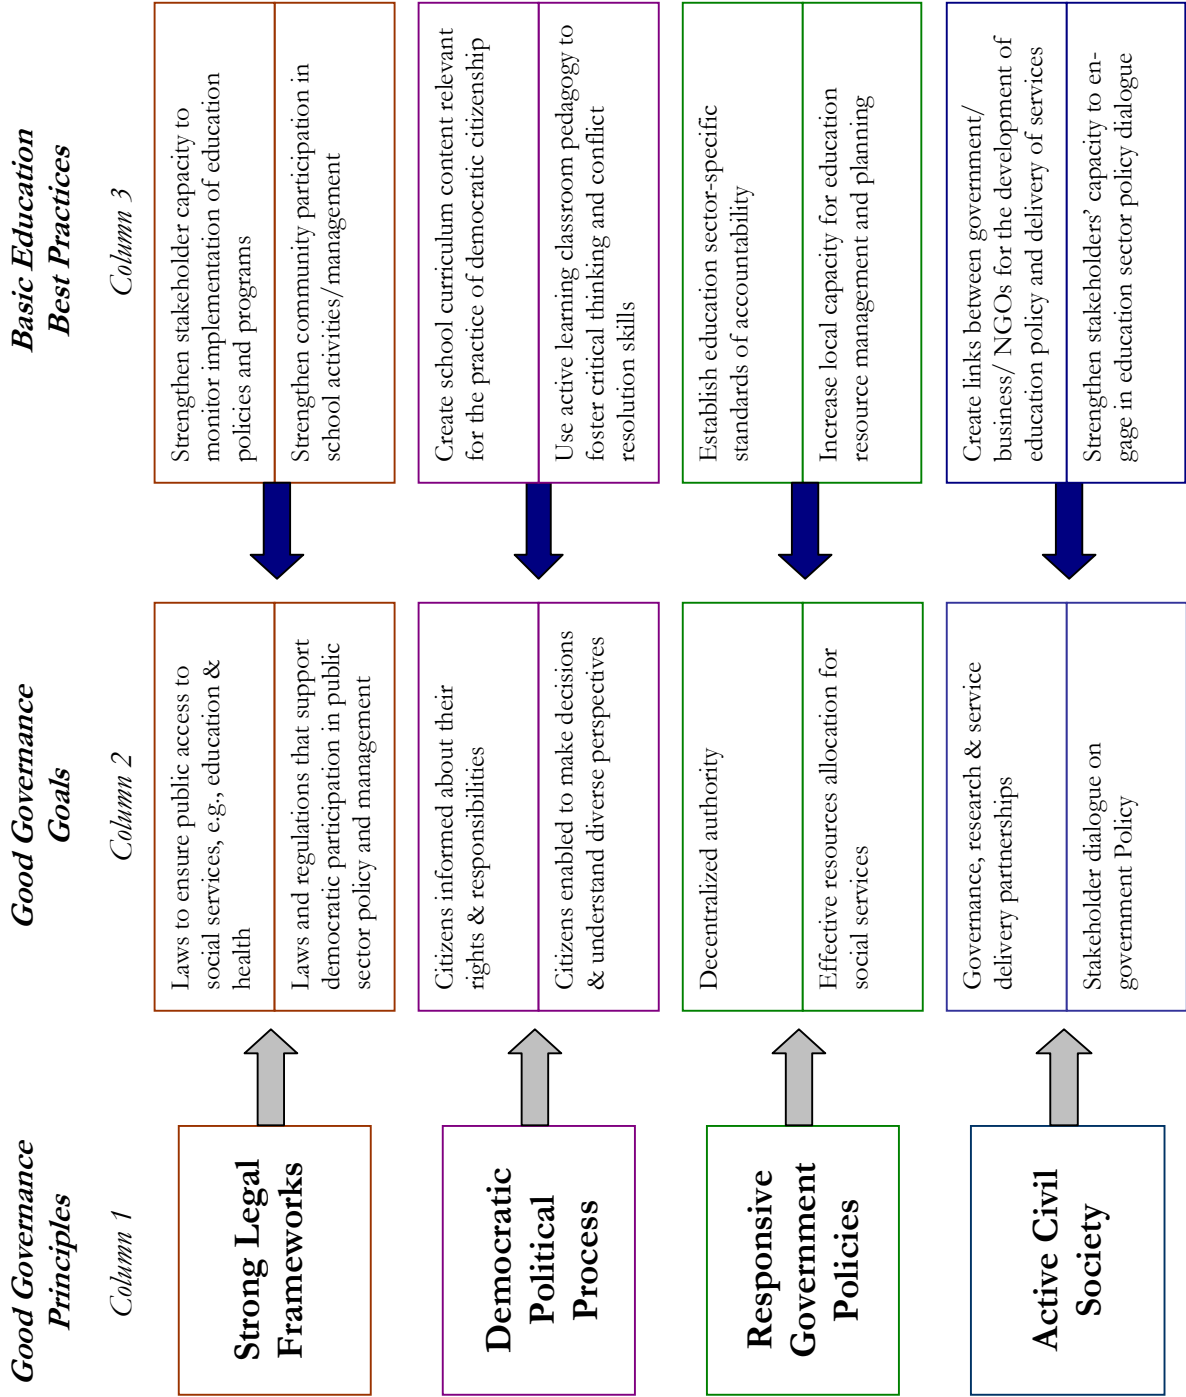 Good Governance
Principles
Good Governance
Goals
Basic Education
Best Practices
Column 1
Column 2
Column 3
Strong Legal
Frameworks
Laws to ensure public access to
social services, e.g., education &
health
Laws and regulations that support
democratic participation in public
sector policy and management
Strengthen stakeholder capacity to
monitor implementation of education
policies and programs
Strengthen community participation in
school activities/management
Democratic
Political
Process
Citizens informed about their
rights & responsibilities
Citizens enabled to make decisions
& understand diverse perspectives
Create school curriculum content relevant
for the practice of democratic citizenship
Use active learning classroom pedagogy to
foster critical thinking and conflict
resolution skills
Responsive
Government
Policies
Decentralized authority
Effective resources allocation for
social services
Establish education sector-specific
standards of accountability
Increase local capacity for education
resource management and planning
Active Civil
Society
Governance, research & service
delivery partnerships
Stakeholder dialogue on
government Policy
Create links between government/
business/ NGOs for the development of
education policy and delivery of services
Strengthen stakeholders’ capacity to en-
gage in education sector policy dialogue